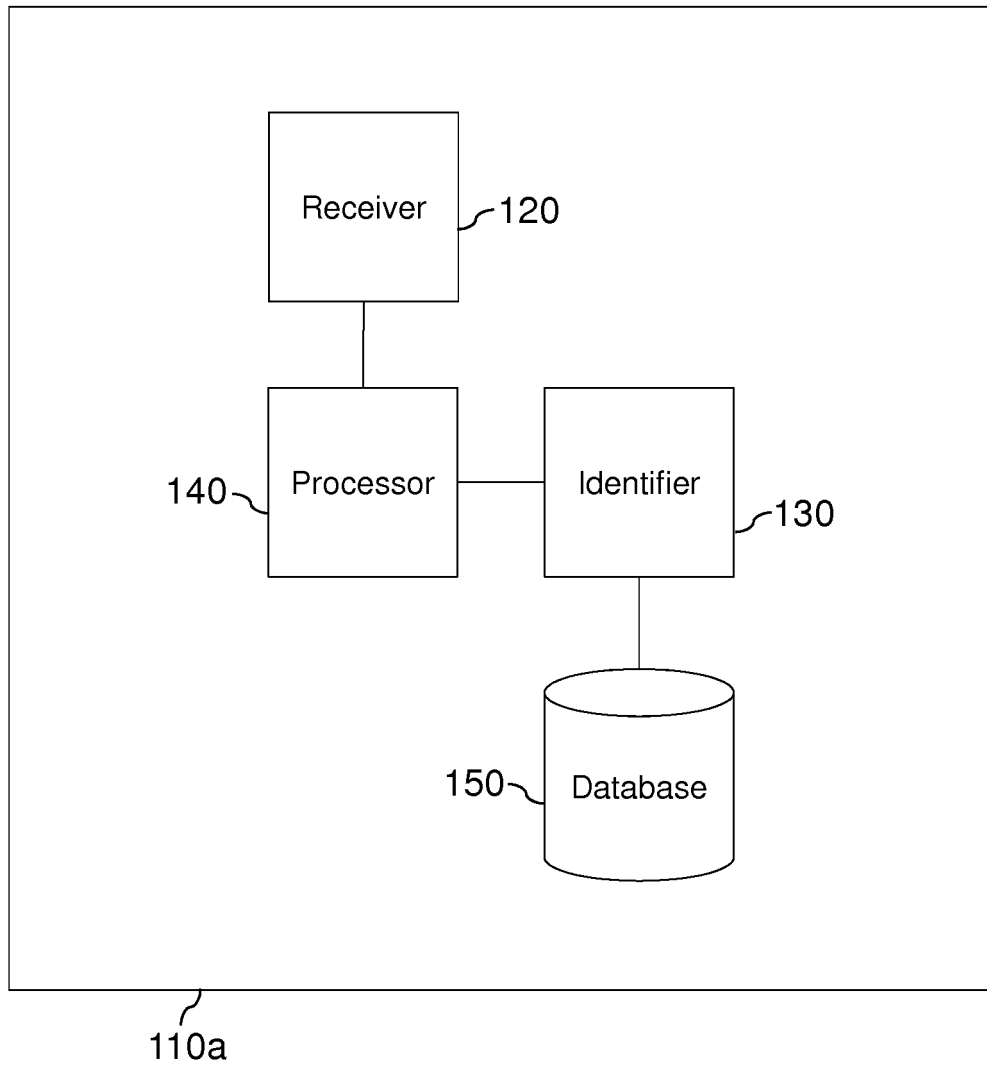 Receiver
120
Processor
140
Identifier
130
150
Database
110a